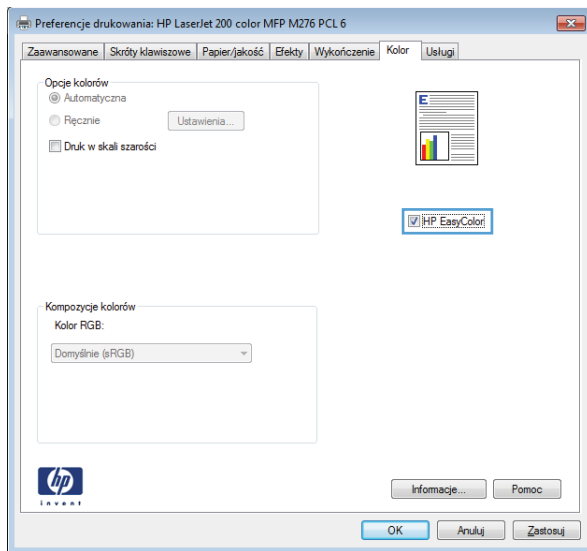 Preferencje drukowania: HP LaserJet 200 color MFP M276 PCL 6
Zaawansowane Skróty klawiszowe Papier/jakość Efekty Wykończenie Kolor Usługi
Opcje kolorów
Automatyczna
Ręcznie Ustawienia...
Druk w skali szarości
E
HP EasyColor
Kompozycje kolorów
Kolor RGB:
Domyślnie (sRGB)
hp
invent
Informacje... Pomoc
OK Anuluj Zastosuj